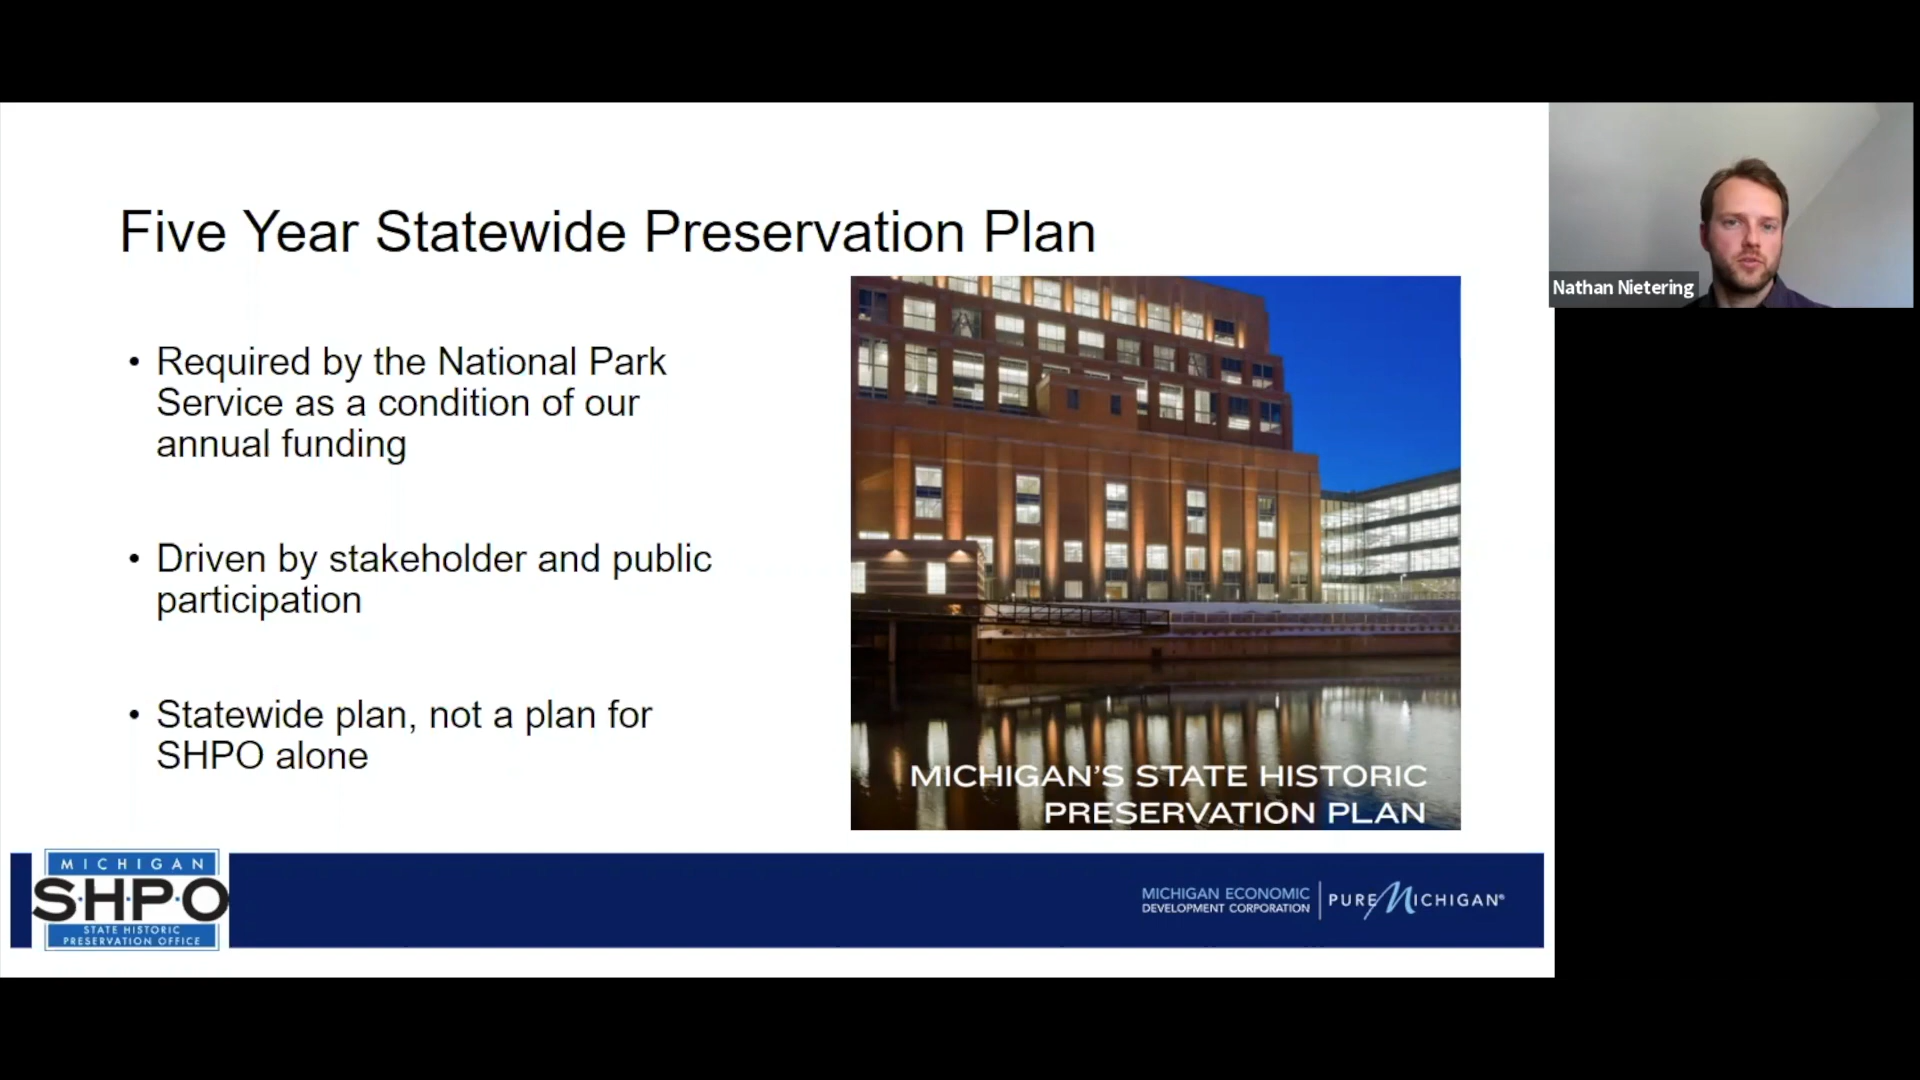 Five Year Statewide Preservation Plan
• Required by the National Park
Service as a condition of our
annual funding
• Driven by stakeholder and public
participation
• Statewide plan, not a plan for
SHPO alone
MICHIGAN'S STATE HISTORIC
PRESERVATION PLAN
Nathan Nietering
MICHIGAN
S·H·P·O
STATE HISTORIC
PRESERVATION OFFICE
MICHIGAN ECONOMIC
DEVELOPMENT CORPORATION
PURE MICHIGAN®